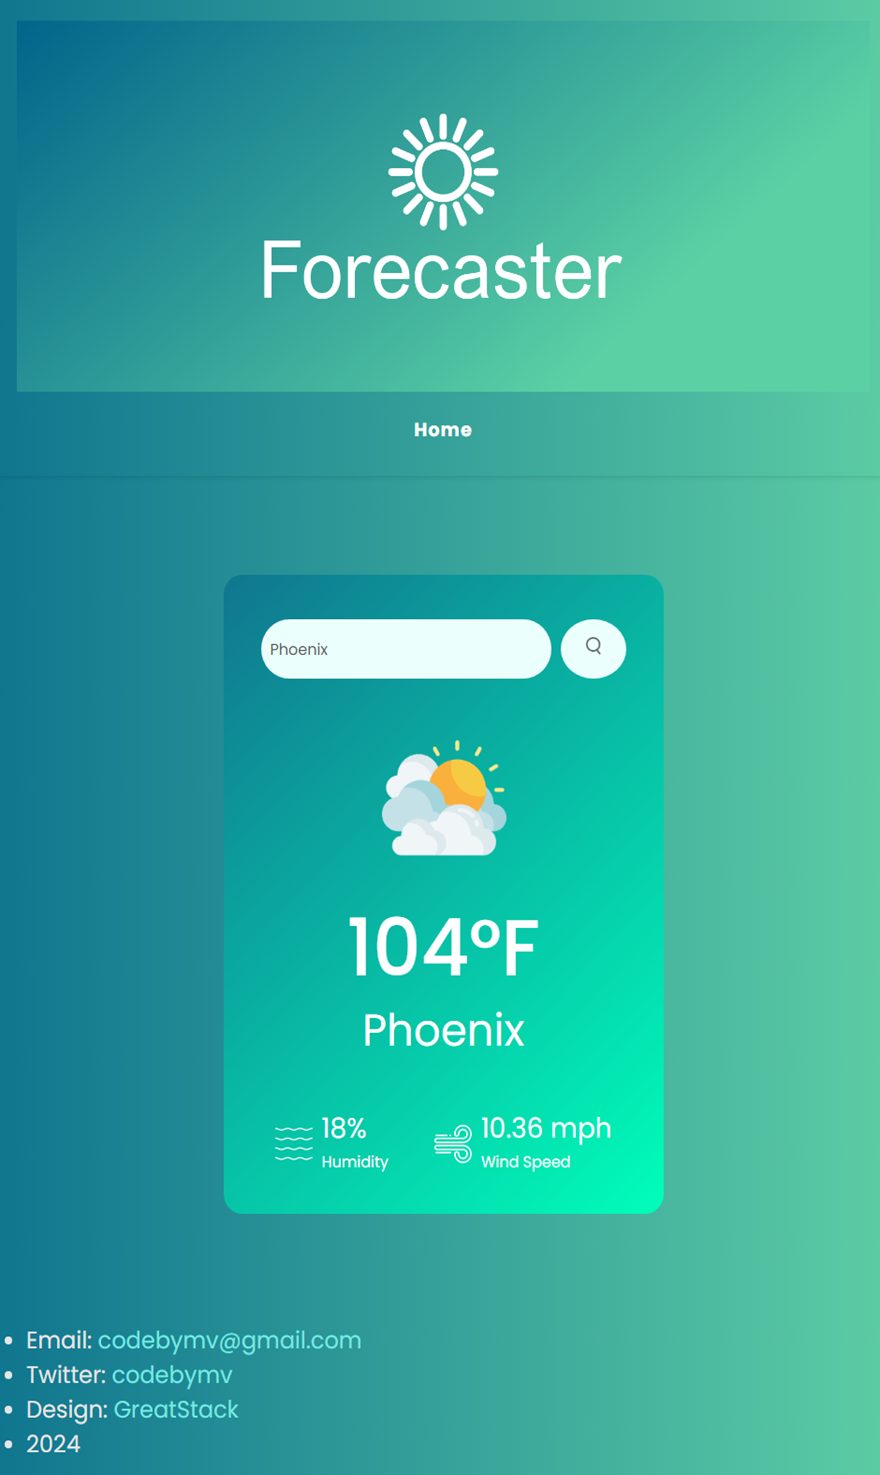 Forecaster
Home
Phoenix
104°F
Phoenix
18%
Humidity
10.36 mph
Wind Speed
Email: codebymv@gmail.com
Twitter: codebymv
Design: GreatStack
2024